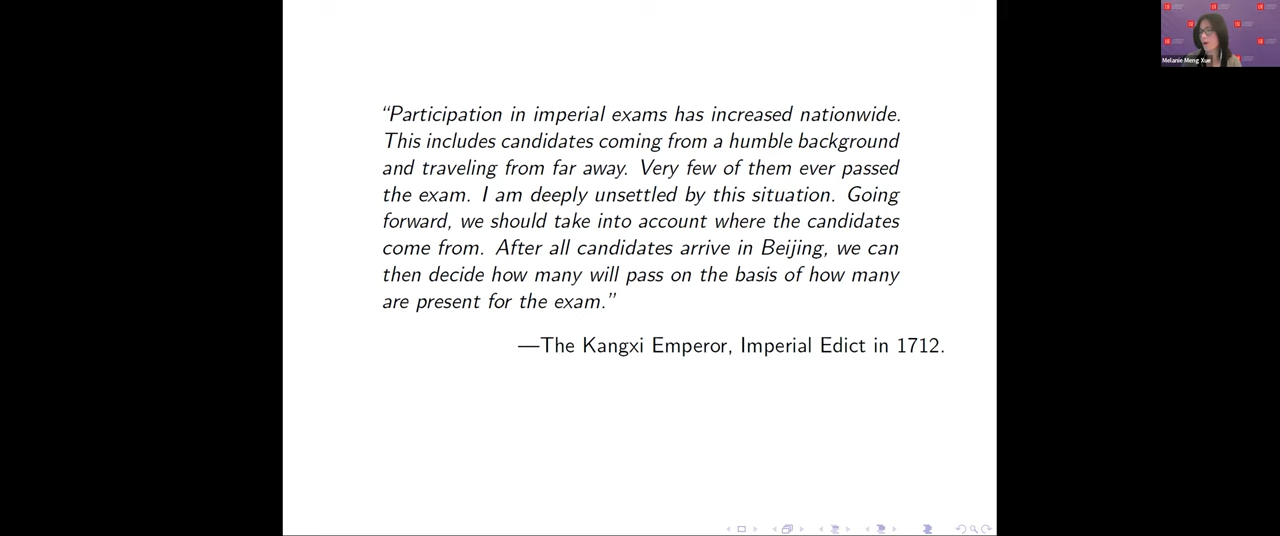 “Participation in imperial exams has increased nationwide.
This includes candidates coming from a humble background
and traveling from far away. Very few of them ever passed
the exam. I am deeply unsettled by this situation. Going
forward, we should take into account where the candidates
come from. After all candidates arrive in Beijing, we can
then decide how many will pass on the basis of how many
are present for the exam.”
—The Kangxi Emperor, Imperial Edict in 1712.
Melanie Meng Xue